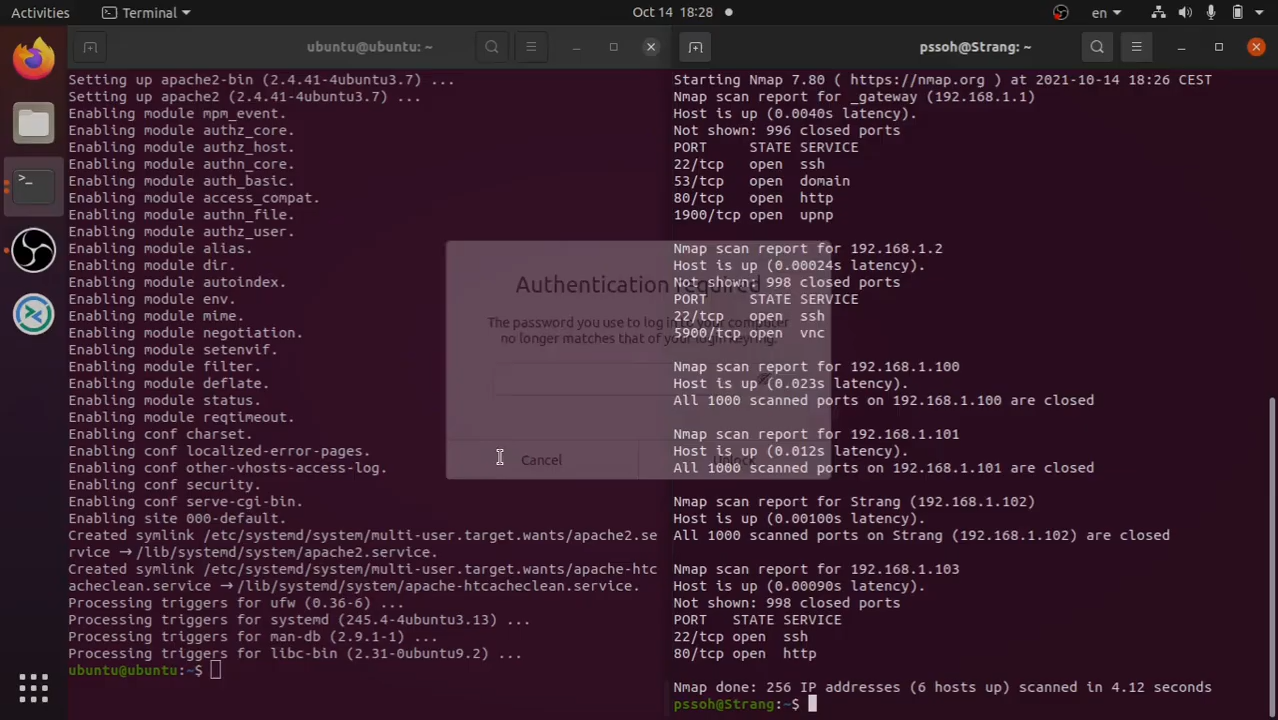 Activities
Terminal
Oct 14 18:28
en
ubuntu@ubuntu: ~
Setting up apache2-bin (2.4.41-4ubuntu3.7) ...
Setting up apache2 (2.4.41-4ubuntu3.7) ...
Enabling module mpm_event.
Enabling module authz_core.
Enabling module authz_host.
Enabling module authn_core.
Enabling module auth_basic.
Enabling module access_compat.
Enabling module authn_file.
Enabling module authz_user.
Enabling module alias.
Enabling module dir.
Enabling module autoindex.
Enabling module env.
Enabling module mime.
Enabling module negotiation.
Enabling module setenvif.
Enabling module filter.
Enabling module deflate.
Enabling module status.
Enabling module reqtimeout.
Enabling conf charset.
Enabling conf localized-error-pages.
Enabling conf other-vhosts-access-log.
Enabling conf security.
Enabling conf serve-cgi-bin.
Enabling site 000-default.
Created symlink /etc/systemd/system/multi-user.target.wants/apache2.se
rvice → /lib/systemd/system/apache2.service.
Created symlink /etc/systemd/system/multi-user.target.wants/apache-htc
acheclean.service → /lib/systemd/system/apache-htcacheclean.service.
Processing triggers for ufw (0.36-6) ...
Processing triggers for systemd (245.4-4ubuntu3.13) ...
Processing triggers for man-db (2.9.1-1) ...
Processing triggers for libc-bin (2.31-0ubuntu9.2) ...
ubuntu@ubuntu:~$
Authentication required
The password you use to log in to your computer
no longer matches that of your login keyring.
Cancel
Unlock
pssoh@Strang: ~
Starting Nmap 7.80 ( https://nmap.org ) at 2021-10-14 18:26 CEST
Nmap scan report for _gateway (192.168.1.1)
Host is up (0.0040s latency).
Not shown: 996 closed ports
PORT STATE SERVICE
22/tcp open ssh
53/tcp open domain
80/tcp open http
1900/tcp open upnp
Nmap scan report for 192.168.1.2
Host is up (0.00024s latency).
Not shown: 998 closed ports
PORT STATE SERVICE
22/tcp open ssh
5900/tcp open vnc
Nmap scan report for 192.168.1.100
Host is up (0.023s latency).
All 1000 scanned ports on 192.168.1.100 are closed
Nmap scan report for 192.168.1.101
Host is up (0.012s latency).
All 1000 scanned ports on 192.168.1.101 are closed
Nmap scan report for Strang (192.168.1.102)
Host is up (0.00100s latency).
All 1000 scanned ports on Strang (192.168.1.102) are closed
Nmap scan report for 192.168.1.103
Host is up (0.00090s latency).
Not shown: 998 closed ports
PORT STATE SERVICE
22/tcp open ssh
80/tcp open http
Nmap done: 256 IP addresses (6 hosts up) scanned in 4.12 seconds
pssoh@Strang:~$